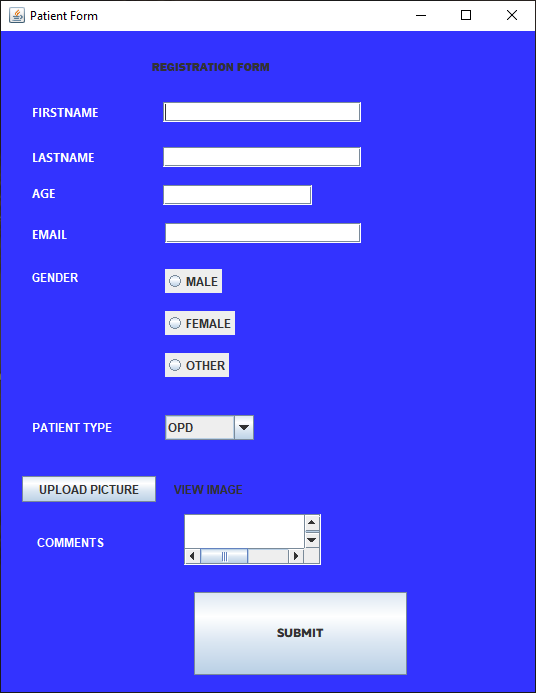 Patient Form
REGISTRATION FORM
FIRSTNAME
LASTNAME
AGE
EMAIL
GENDER
MALE
FEMALE
OTHER
PATIENT TYPE OPD
UPLOAD PICTURE VIEW IMAGE
COMMENTS
SUBMIT